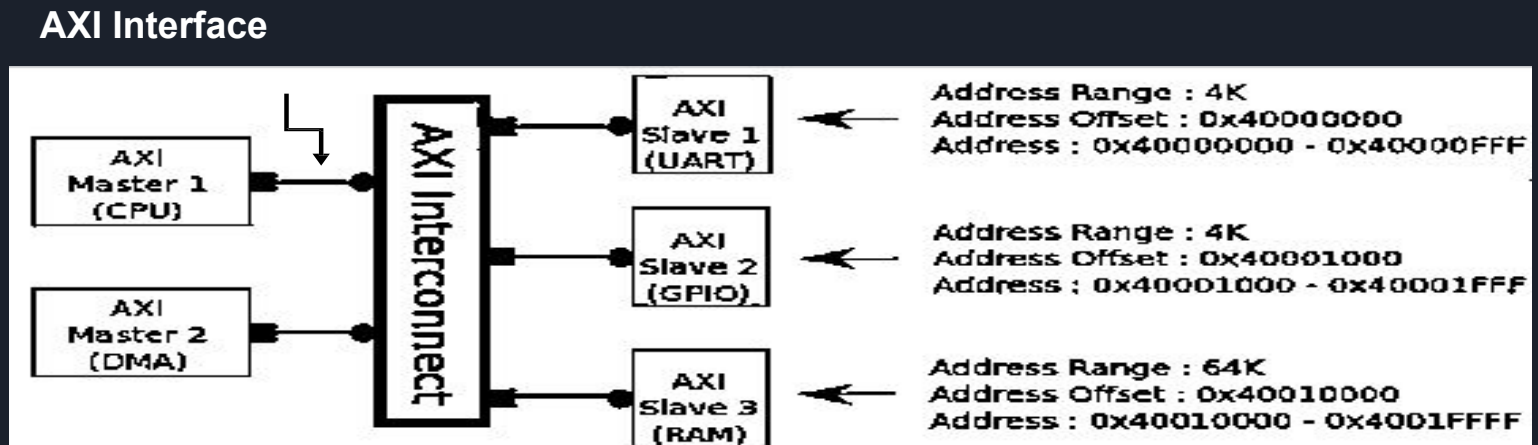 AXI Interface
AXI
Master 1
(CPU)
AXI
Master 2
(DMA)
AXI Interconnect
AXI
Slave 1
(UART)
AXI
Slave 2
(GPIO)
AXI
Slave 3
(RAM)
Address Range : 4K
Address Offset : 0x40000000
Address : 0x40000000 - 0x40000FFF
Address Range : 4K
Address Offset : 0x40001000
Address : 0x40001000 - 0x40001FFF
Address Range : 64K
Address Offset : 0x40010000
Address : 0x40010000 - 0x4001FFFF